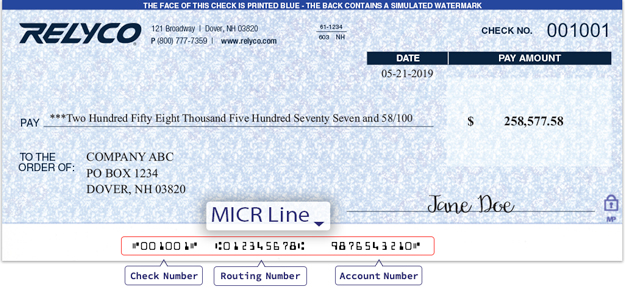 THE FACE OF THIS CHECK IS PRINTED BLUE - THE BACK CONTAINS A SIMULATED WATERMARK
RELYCO
121 Broadway | Dover, NH 03820
P (800) 777-7359 | www.relyco.com
61-1234
603 NH
CHECK NO. 001001
DATE
PAY AMOUNT
05-21-2019
PAY ***Two Hundred Fifty Eight Thousand Five Hundred Seventy Seven and 58/100
$ 258,577.58
TO THE
ORDER OF:
COMPANY ABC
PO BOX 1234
DOVER, NH 03820
Jane Doe
MP
MICR Line
⑈001001⑈ ⑆012345678⑆ 9876543210⑈
Check Number
Routing Number
Account Number